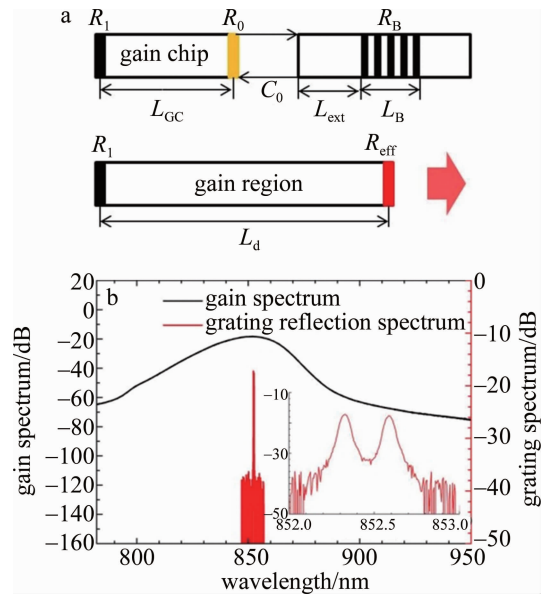 a
R1 R0 RB
gain chip
C0
LGC Lext LB
R1 Reff
gain region
Ld
b
gain spectrum
grating reflection spectrum
20
0
−20
−40
−60
−80
−100
−120
−140
−160
gain spectrum/dB
0
−10
−20
−30
−40
−50
grating spectrum/dB
−10
−30
−50
852.0 852.5 853.0
800 850 900 950
wavelength/nm